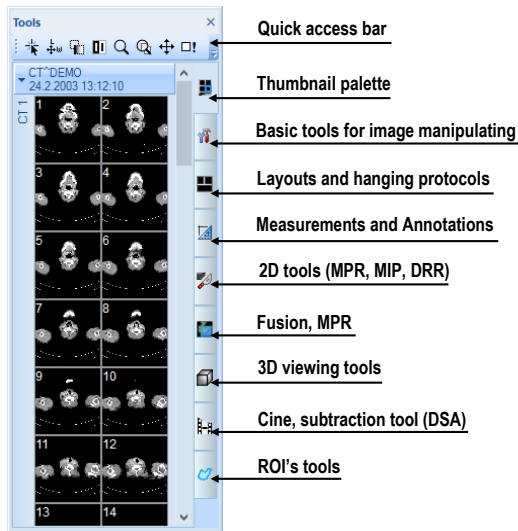 Tools
Quick access bar
CT^DEMO
24.2.2003 13:12:10
Thumbnail palette
CT 1
1 2
Basic tools for image manipulating
3 4
Layouts and hanging protocols
Measurements and Annotations
5 6
2D tools (MPR, MIP, DRR)
7 8
Fusion, MPR
3D viewing tools
9 10
Cine, subtraction tool (DSA)
11 12
ROI's tools
13 14